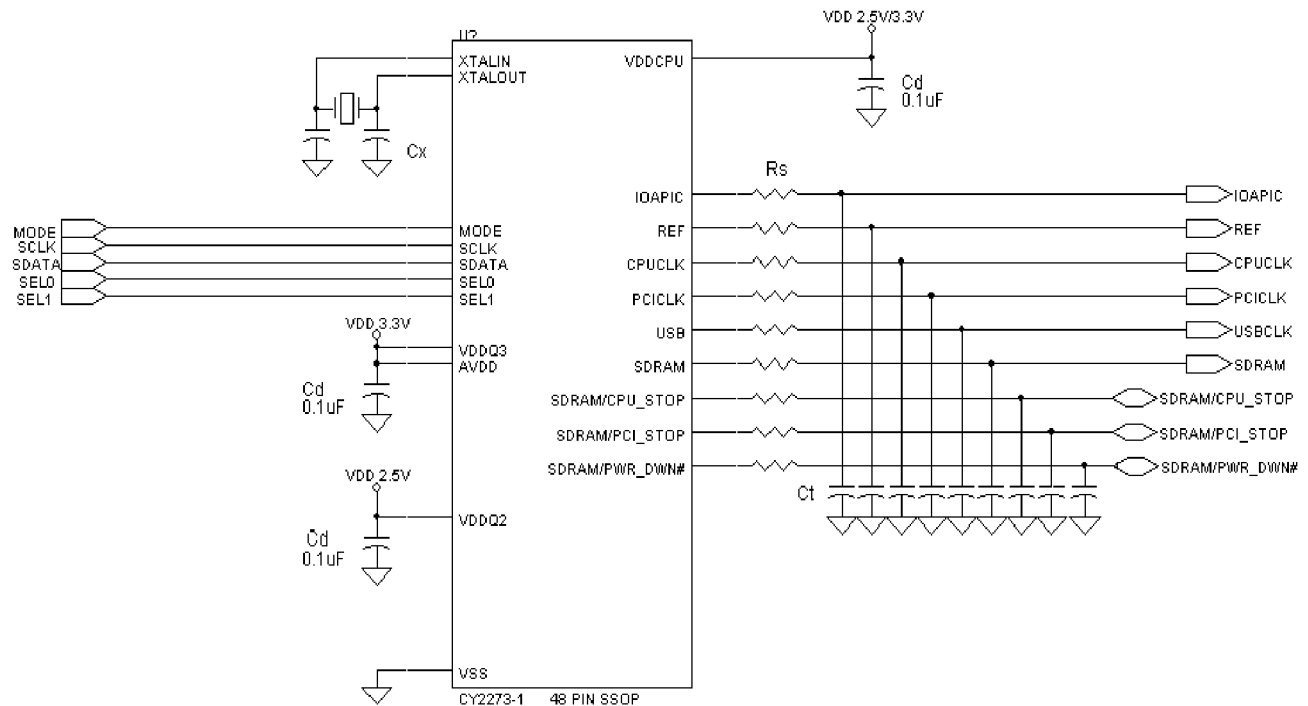 VDD 2.5V/3.3V
U?
XTALIN
XTALOUT
VDDCPU
Cd
0.1uF
Cx
Rs
IOAPIC
IOAPIC
REF
REF
CPUCLK
CPUCLK
PCICLK
PCICLK
USB
USBCLK
SDRAM
SDRAM
SDRAM/CPU_STOP
SDRAM/CPU_STOP
SDRAM/PCI_STOP
SDRAM/PCI_STOP
SDRAM/PWR_DWN#
SDRAM/PWR_DWN#
Ct
MODE
MODE
SCLK
SCLK
SDATA
SDATA
SEL0
SEL0
SEL1
SEL1
VDD 3.3V
VDDQ3
AVDD
Cd
0.1uF
VDD 2.5V
VDDQ2
Cd
0.1uF
VSS
CY2273-1 48 PIN SSOP